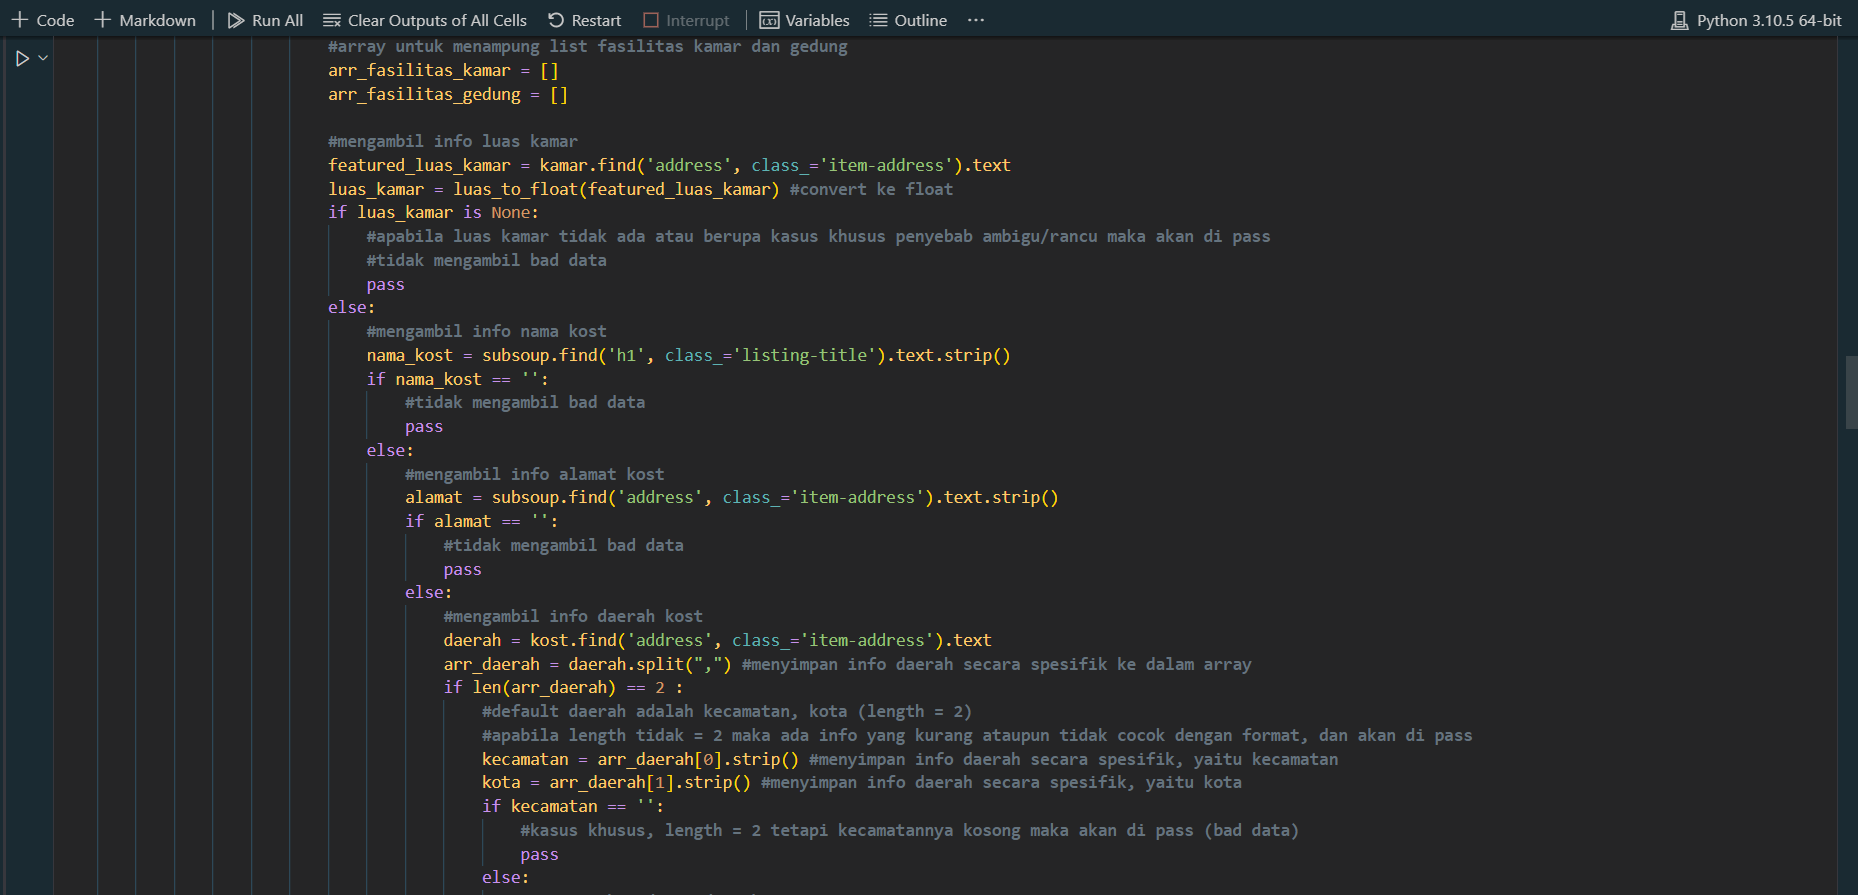 Code Markdown Run All Clear Outputs of All Cells Restart Interrupt Variables Outline ··· Python 3.10.5 64-bit
#array untuk menampung list fasilitas kamar dan gedung
arr_fasilitas_kamar = []
arr_fasilitas_gedung = []
#mengambil info luas kamar
featured_luas_kamar = kamar.find('address', class_='item-address').text
luas_kamar = luas_to_float(featured_luas_kamar) #convert ke float
if luas_kamar is None:
#apabila luas kamar tidak ada atau berupa kasus khusus penyebab ambigu/rancu maka akan di pass
#tidak mengambil bad data
pass
else:
#mengambil info nama kost
nama_kost = subsoup.find('h1', class_='listing-title').text.strip()
if nama_kost == '':
#tidak mengambil bad data
pass
else:
#mengambil info alamat kost
alamat = subsoup.find('address', class_='item-address').text.strip()
if alamat == '':
#tidak mengambil bad data
pass
else:
#mengambil info daerah kost
daerah = kost.find('address', class_='item-address').text
arr_daerah = daerah.split(",") #menyimpan info daerah secara spesifik ke dalam array
if len(arr_daerah) == 2 :
#default daerah adalah kecamatan, kota (length = 2)
#apabila length tidak = 2 maka ada info yang kurang ataupun tidak cocok dengan format, dan akan di pass
kecamatan = arr_daerah[0].strip() #menyimpan info daerah secara spesifik, yaitu kecamatan
kota = arr_daerah[1].strip() #menyimpan info daerah secara spesifik, yaitu kota
if kecamatan == '':
#kasus khusus, length = 2 tetapi kecamatannya kosong maka akan di pass (bad data)
pass
else: